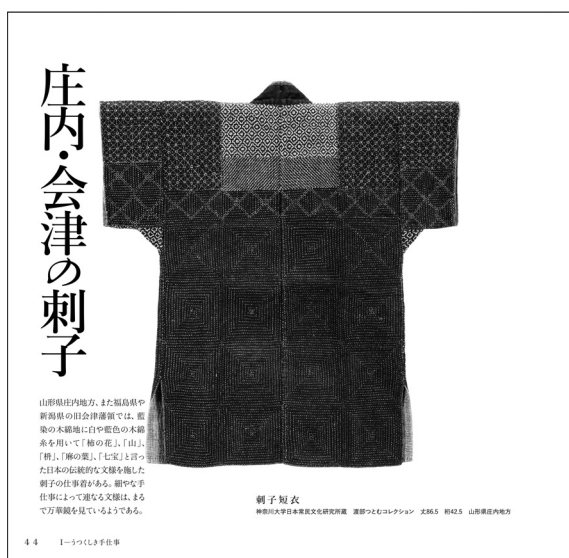 庄内・会津の刺子
山形県庄内地方、また福島県や
新潟県の旧会津藩領では、藍
染の木綿地に白や藍色の木綿
糸を用いて「柿の花」、「山」、
「枡」、「麻の葉」、「七宝」と言っ
た日本の伝統的な文様を施した
刺子の仕事着がある。細やな手
仕事によって連なる文様は、まる
で万華鏡を見ているようである。
刺子短衣
神奈川大学日本常民文化研究所蔵 渡部つとむコレクション 丈86.5 裄42.5 山形県庄内地方
44 I—うつくしき手仕事